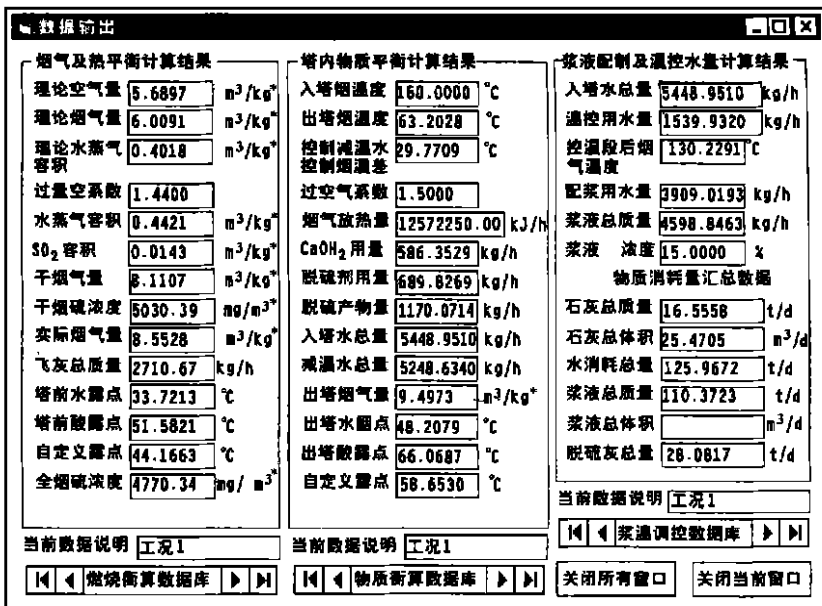 数据输出
烟气及热平衡计算结果
理论空气量 5.6897 m³/kg*
理论烟气量 6.0091 m³/kg*
理论水蒸气容积 0.4018 m³/kg*
过量空系数 1.4400
水蒸气容积 0.4421 m³/kg*
SO₂容积 0.0143 m³/kg*
干烟气量 8.1107 m³/kg*
干烟硫浓度 5030.39 mg/m³*
实际烟气量 8.5528 m³/kg*
飞灰总质量 2710.67 kg/h
塔前水露点 33.7213 ℃
塔前酸露点 51.5821 ℃
自定义露点 44.1663 ℃
全烟硫浓度 4770.34 mg/ m³*
当前数据说明 工况1
燃烧衡算数据库
塔内物质平衡计算结果
入塔烟温度 160.0000 ℃
出塔烟温度 63.2028 ℃
控制减温水控制烟温差 29.7709 ℃
过空气系数 1.5000
烟气放热量 12572250.00 kJ/h
CaOH₂用量 586.3529 kg/h
脱硫剂用量 689.8269 kg/h
脱硫产物量 1170.0714 kg/h
入塔水总量 5448.9510 kg/h
减温水总量 5248.6340 kg/h
出塔烟气量 9.4973 m³/kg*
出塔水露点 48.2079 ℃
出塔酸露点 66.0687 ℃
自定义露点 58.6530 ℃
当前数据说明 工况1
物质衡算数据库
浆液配制及温控水量计算结果
入塔水总量 5448.9510 kg/h
温控用水量 1539.9320 kg/h
控温段后烟气温度 130.2291 ℃
配浆用水量 3909.0193 kg/h
浆液总质量 4598.8463 kg/h
浆液 浓度 15.0000 %
物质消耗量汇总数据
石灰总质量 16.5558 t/d
石灰总体积 25.4705 m³/d
水消耗总量 125.9672 t/d
浆液总质量 110.3723 t/d
浆液总体积 m³/d
脱硫灰总量 28.0817 t/d
当前数据说明 工况1
浆温调控数据库
关闭所有窗口 关闭当前窗口